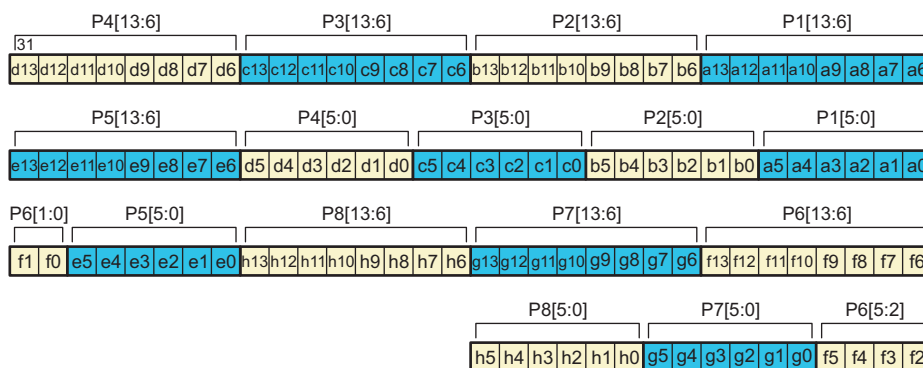 P4[13:6] P3[13:6] P2[13:6] P1[13:6]
31
d13 d12 d11 d10 d9 d8 d7 d6 c13 c12 c11 c10 c9 c8 c7 c6 b13 b12 b11 b10 b9 b8 b7 b6 a13 a12 a11 a10 a9 a8 a7 a6
P5[13:6] P4[5:0] P3[5:0] P2[5:0] P1[5:0]
e13 e12 e11 e10 e9 e8 e7 e6 d5 d4 d3 d2 d1 d0 c5 c4 c3 c2 c1 c0 b5 b4 b3 b2 b1 b0 a5 a4 a3 a2 a1 a0
P6[1:0] P5[5:0] P8[13:6] P7[13:6] P6[13:6]
f1 f0 e5 e4 e3 e2 e1 e0 h13 h12 h11 h10 h9 h8 h7 h6 g13 g12 g11 g10 g9 g8 g7 g6 f13 f12 f11 f10 f9 f8 f7 f6
P8[5:0] P7[5:0] P6[5:2]
h5 h4 h3 h2 h1 h0 g5 g4 g3 g2 g1 g0 f5 f4 f3 f2